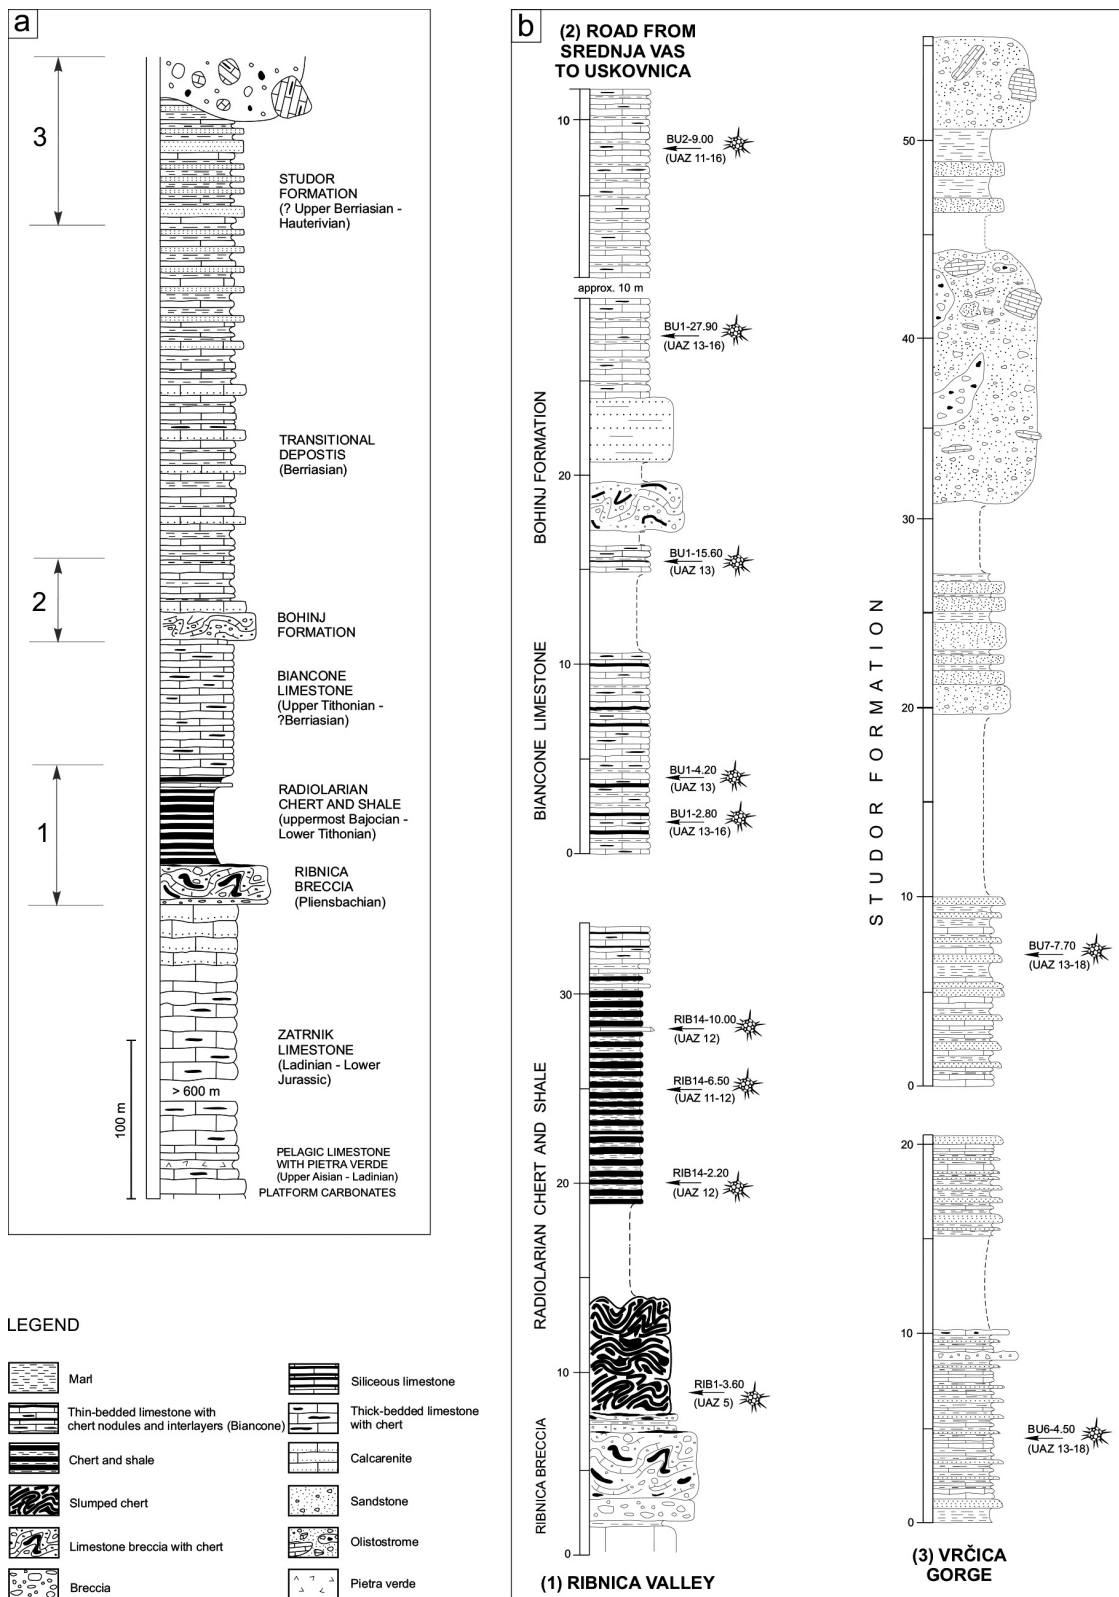 a
3
2
1
STUDOR
FORMATION
(? Upper Berriasian -
Hauterivian)
TRANSITIONAL
DEPOSTIS
(Berriasian)
BOHINJ
FORMATION
BIANCONE
LIMESTONE
(Upper Tithonian -
?Berriasian)
RADIOLARIAN
CHERT AND SHALE
(uppermost Bajocian -
Lower Tithonian)
RIBNICA
BRECCIA
(Pliensbachian)
ZATRNIK
LIMESTONE
(Ladinian - Lower
Jurassic)
> 600 m
100 m
PELAGIC LIMESTONE
WITH PIETRA VERDE
(Upper Aisian - Ladinian)
PLATFORM CARBONATES
LEGEND
Marl
Thin-bedded limestone with
chert nodules and interlayers (Biancone)
Chert and shale
Slumped chert
Limestone breccia with chert
Breccia
Siliceous limestone
Thick-bedded limestone
with chert
Calcarenite
Sandstone
Olistostrome
Pietra verde
b
(2) ROAD FROM
SREDNJA VAS
TO USKOVNICA
10
BU2-9.00
(UAZ 11-16)
approx. 10 m
BU1-27.90
(UAZ 13-16)
BOHINJ FORMATION
20
BU1-15.60
(UAZ 13)
BIANCONE LIMESTONE
10
BU1-4.20
(UAZ 13)
BU1-2.80
(UAZ 13-16)
0
RADIOLARIAN CHERT AND SHALE
30
RIB14-10.00
(UAZ 12)
RIB14-6.50
(UAZ 11-12)
RIB14-2.20
(UAZ 12)
20
10
RIB1-3.60
(UAZ 5)
RIBNICA BRECCIA
0
(1) RIBNICA VALLEY
STUDOR FORMATION
50
40
30
20
10
BU7-7.70
(UAZ 13-18)
0
20
10
BU6-4.50
(UAZ 13-18)
0
(3) VRČICA
GORGE